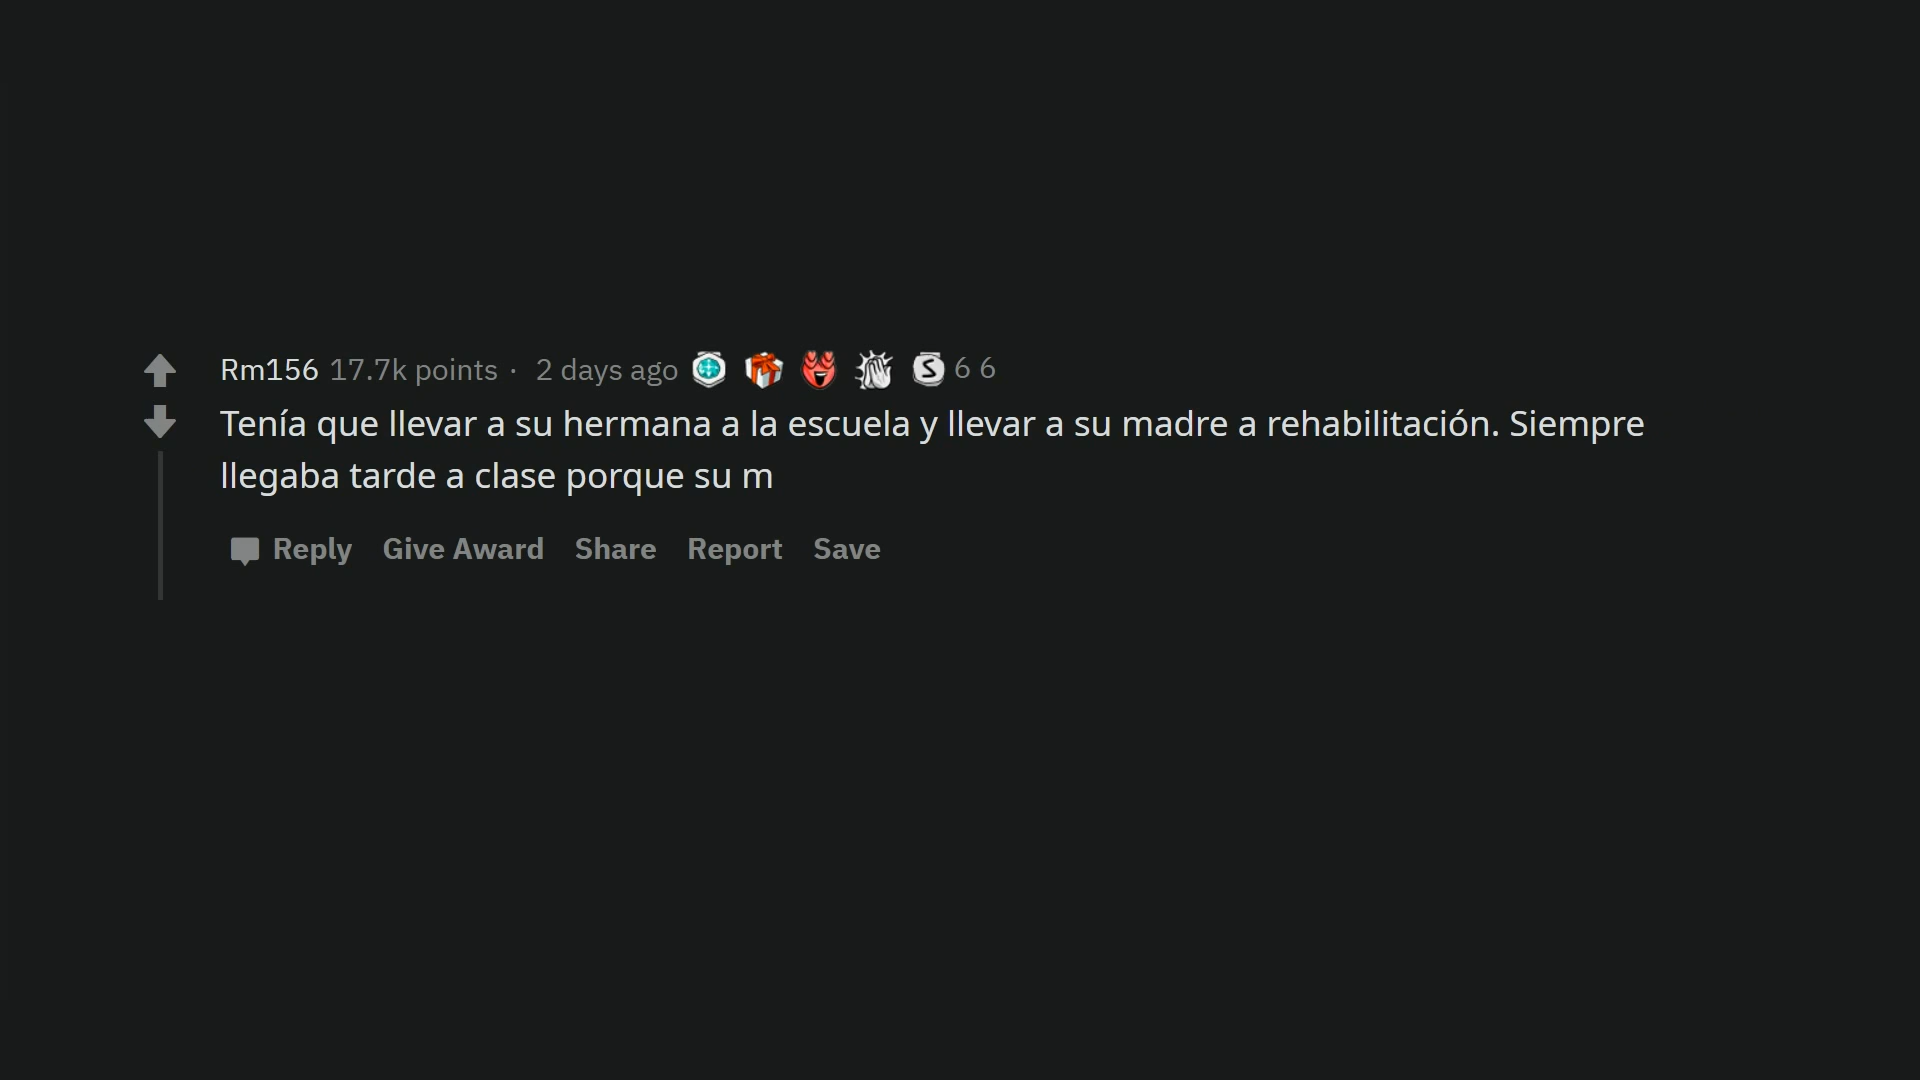 Rm156 17.7k points · 2 days ago S 6 6
Tenía que llevar a su hermana a la escuela y llevar a su madre a rehabilitación. Siempre
llegaba tarde a clase porque su m
Reply Give Award Share Report Save